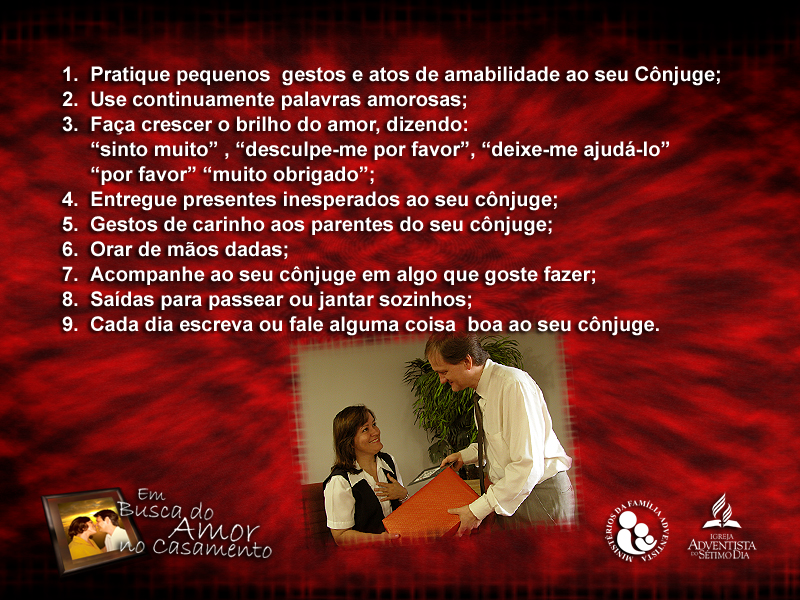 1. Pratique pequenos gestos e atos de amabilidade ao seu Cônjuge;
2. Use continuamente palavras amorosas;
3. Faça crescer o brilho do amor, dizendo:
“sinto muito” , “desculpe-me por favor”, “deixe-me ajudá-lo”
“por favor” “muito obrigado”;
4. Entregue presentes inesperados ao seu cônjuge;
5. Gestos de carinho aos parentes do seu cônjuge;
6. Orar de mãos dadas;
7. Acompanhe ao seu cônjuge em algo que goste fazer;
8. Saídas para passear ou jantar sozinhos;
9. Cada dia escreva ou fale alguma coisa boa ao seu cônjuge.
Em
Busca do
Amor
no Casamento
MINISTÉRIOS DA FAMÍLIA ADVENTISTA
IGREJA
ADVENTISTA
DO SÉTIMO DIA